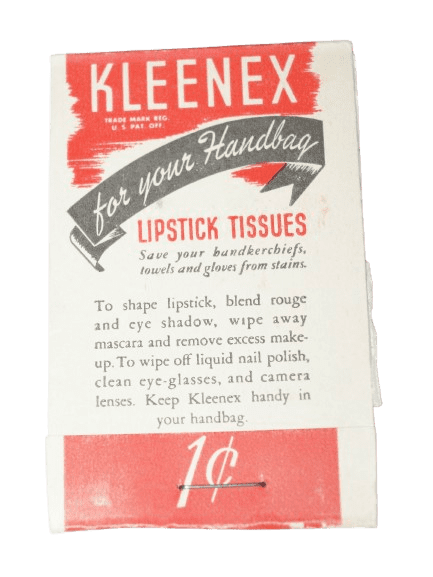 KLEENEX
TRADE MARK REG.
U. S. PAT. OFF.
for your Handbag
LIPSTICK TISSUES
Save your handkerchiefs,
towels and gloves from stains.
To shape lipstick, blend rouge
and eye shadow, wipe away
mascara and remove excess make-
up. To wipe off liquid nail polish,
clean eye-glasses, and camera
lenses. Keep Kleenex handy in
your handbag.
1¢